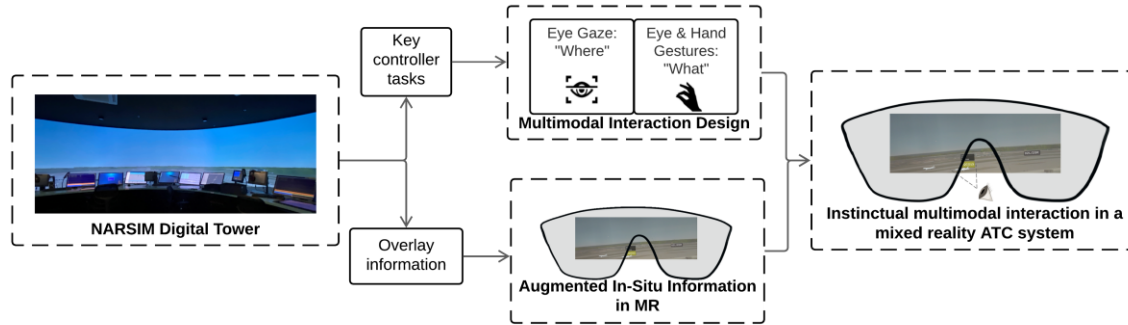 NARSIM Digital Tower
Key
controller
tasks
Overlay
information
Eye Gaze:
"Where"
Eye & Hand
Gestures:
"What"
Multimodal Interaction Design
Augmented In-Situ Information
in MR
Instinctual multimodal interaction in a
mixed reality ATC system